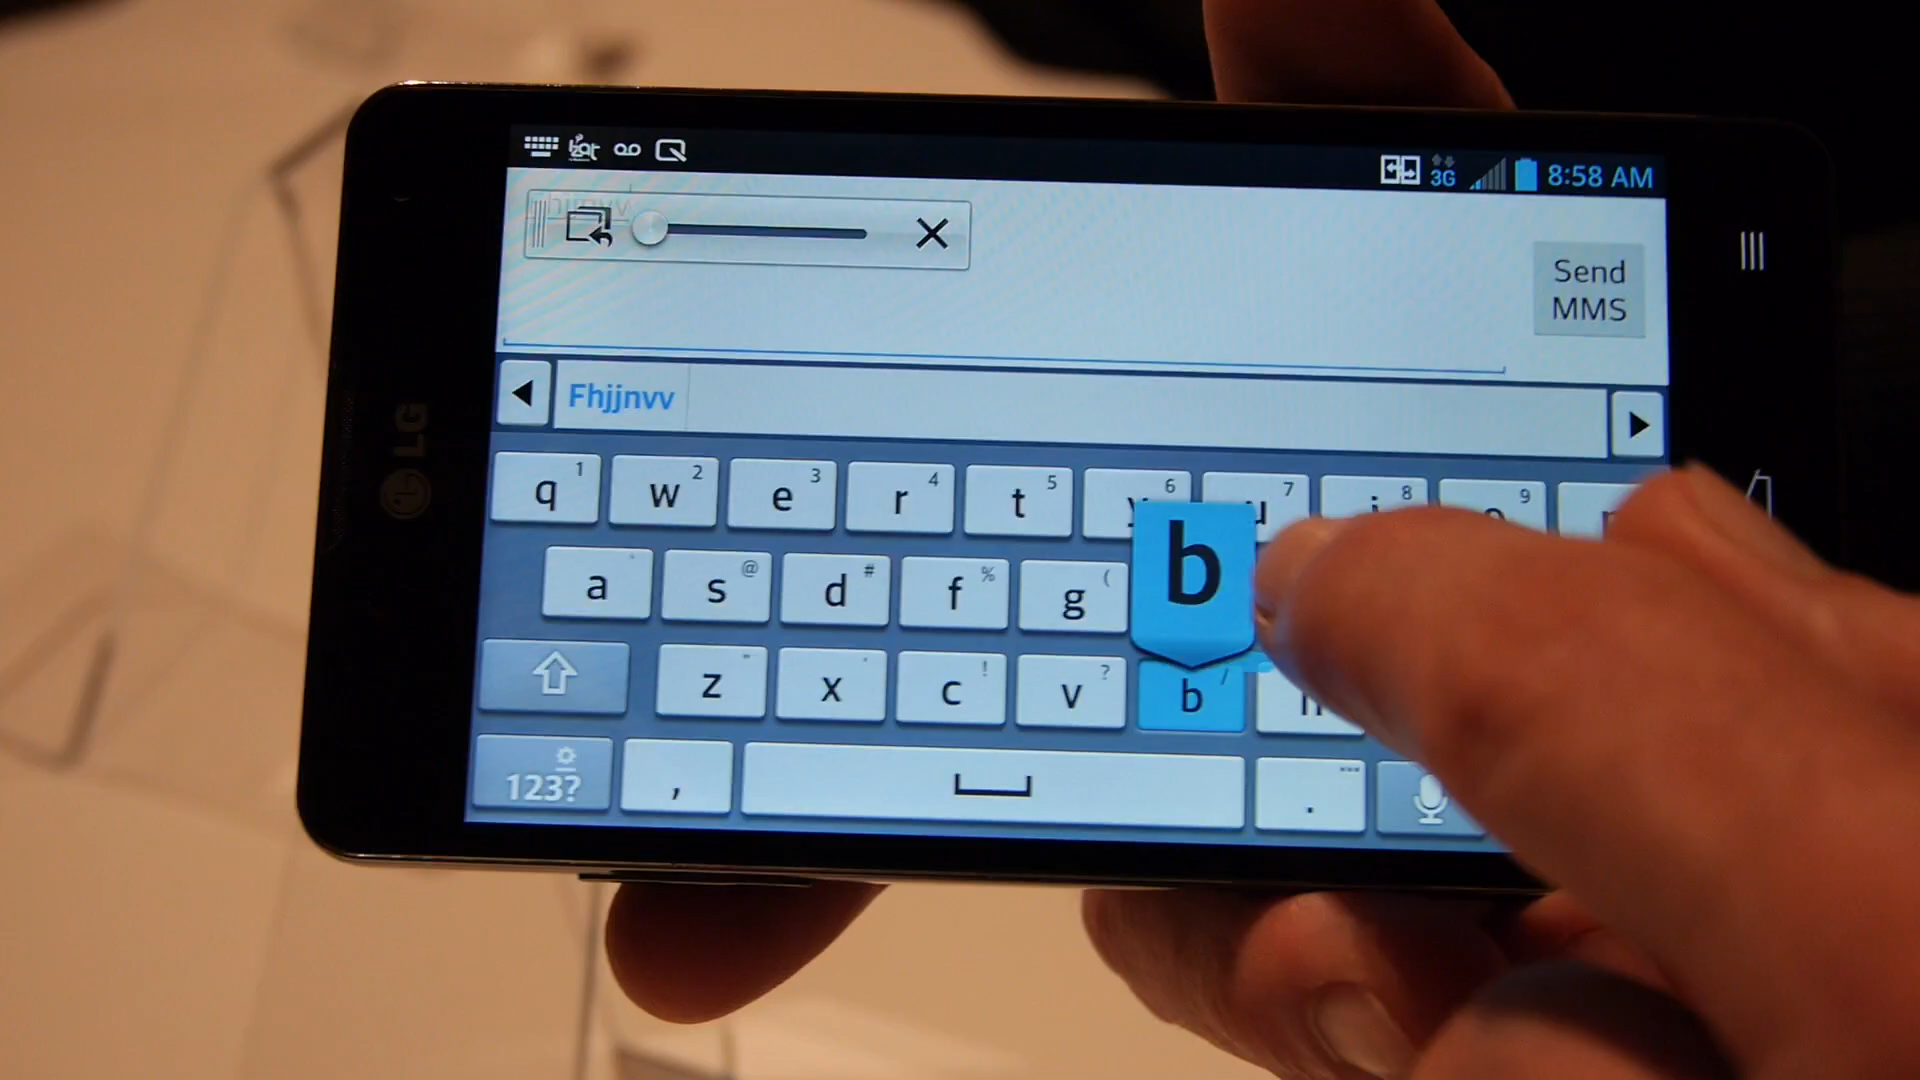 3G 8:58 AM
Send
MMS
Fhjjnvv
q 1 w 2 e 3 r 4 t 5 y 6 u 7 i 8 o 9
a s @ d # f % g (
b
z x c ! v ? b /
123? , .
LG